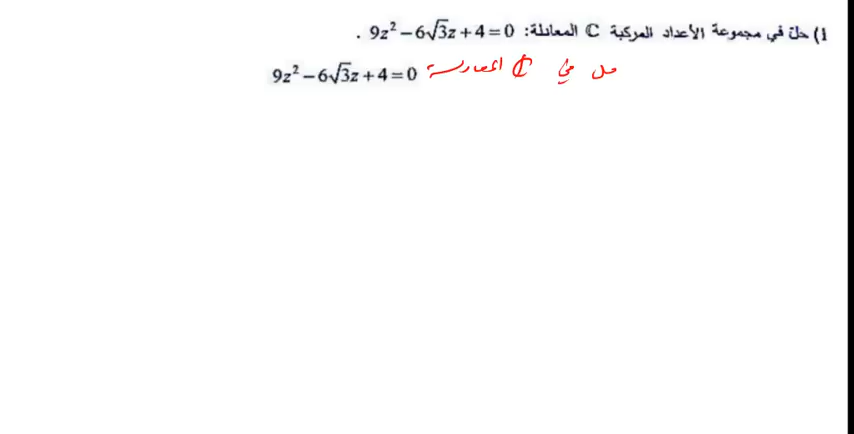 I) حلّ في مجموعة الأعداد المركبة ℂ المعادلة: 9z² − 6√3z + 4 = 0 .
حل في ℂ المعادلة 9z² − 6√3z + 4 = 0